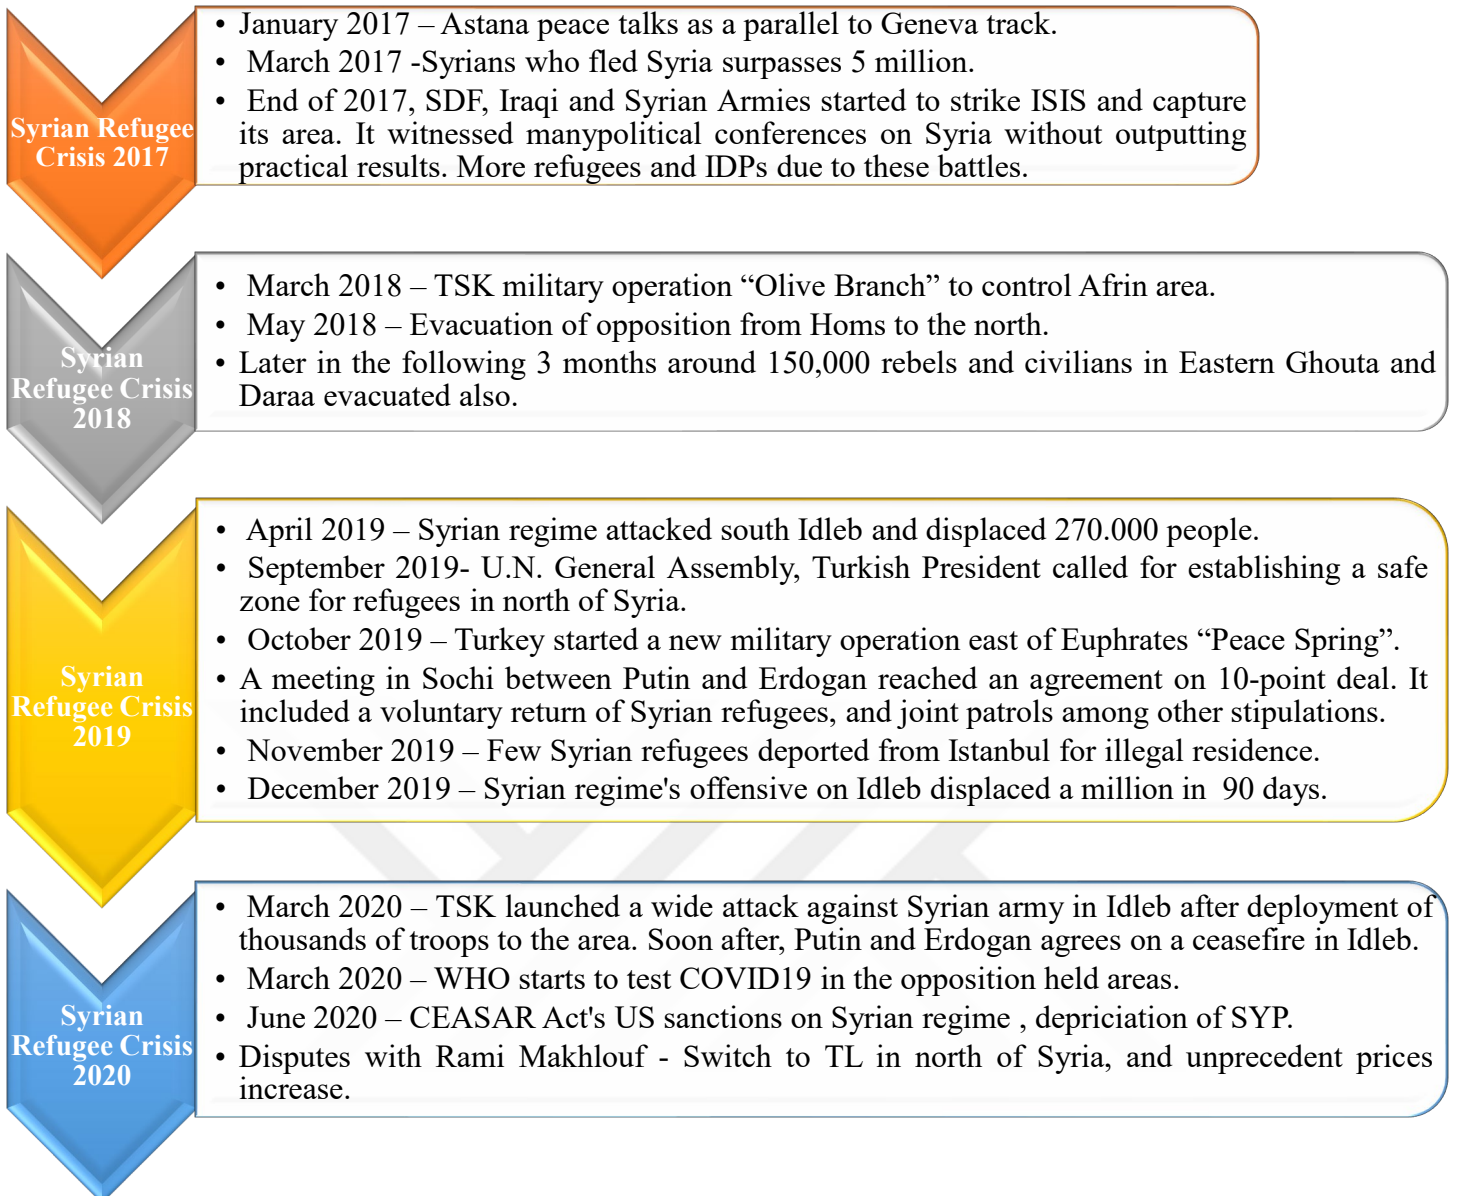 Syrian Refugee
Crisis 2017
• January 2017 – Astana peace talks as a parallel to Geneva track.
• March 2017 -Syrians who fled Syria surpasses 5 million.
• End of 2017, SDF, Iraqi and Syrian Armies started to strike ISIS and capture
its area. It witnessed manypolitical conferences on Syria without outputting
practical results. More refugees and IDPs due to these battles.
Syrian
Refugee Crisis
2018
• March 2018 – TSK military operation “Olive Branch” to control Afrin area.
• May 2018 – Evacuation of opposition from Homs to the north.
• Later in the following 3 months around 150,000 rebels and civilians in Eastern Ghouta and
Daraa evacuated also.
Syrian
Refugee Crisis
2019
• April 2019 – Syrian regime attacked south Idleb and displaced 270.000 people.
• September 2019- U.N. General Assembly, Turkish President called for establishing a safe
zone for refugees in north of Syria.
• October 2019 – Turkey started a new military operation east of Euphrates “Peace Spring”.
• A meeting in Sochi between Putin and Erdogan reached an agreement on 10-point deal. It
included a voluntary return of Syrian refugees, and joint patrols among other stipulations.
• November 2019 – Few Syrian refugees deported from Istanbul for illegal residence.
• December 2019 – Syrian regime's offensive on Idleb displaced a million in 90 days.
Syrian
Refugee Crisis
2020
• March 2020 – TSK launched a wide attack against Syrian army in Idleb after deployment of
thousands of troops to the area. Soon after, Putin and Erdogan agrees on a ceasefire in Idleb.
• March 2020 – WHO starts to test COVID19 in the opposition held areas.
• June 2020 – CEASAR Act's US sanctions on Syrian regime , depriciation of SYP.
• Disputes with Rami Makhlouf - Switch to TL in north of Syria, and unprecedent prices
increase.